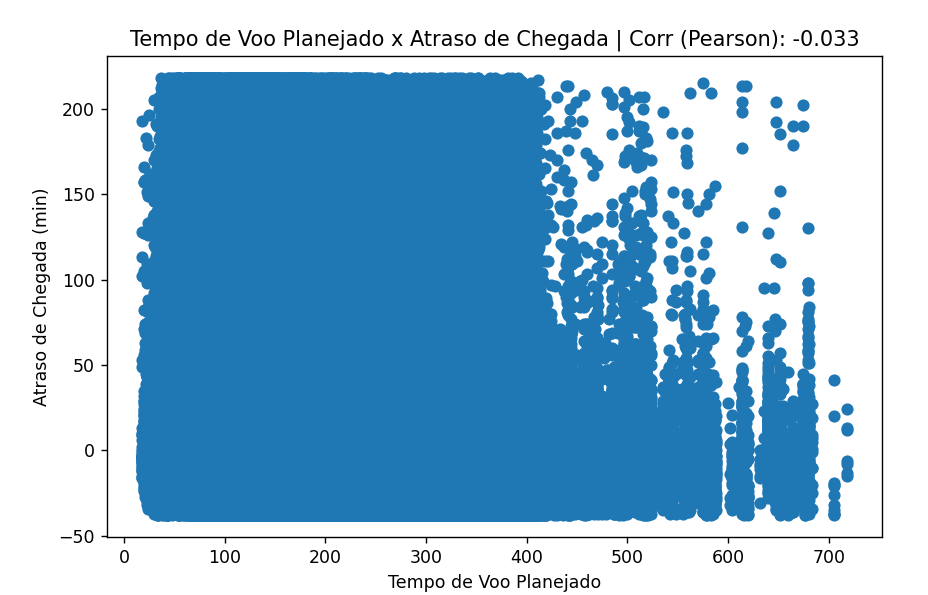 Tempo de Voo Planejado x Atraso de Chegada | Corr (Pearson): -0.033
Atraso de Chegada (min)
200
150
100
50
0
−50
0 100 200 300 400 500 600 700
Tempo de Voo Planejado